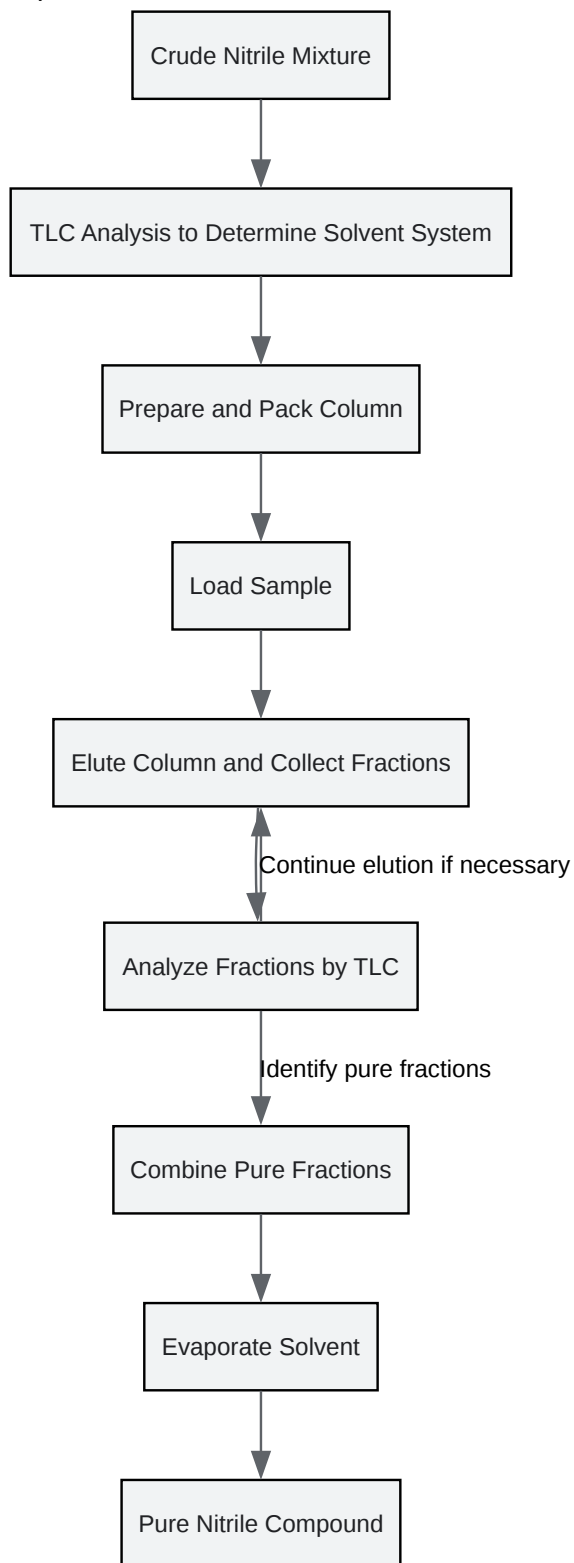 Crude Nitrile Mixture
TLC Analysis to Determine Solvent System
Prepare and Pack Column
Load Sample
Elute Column and Collect Fractions
Continue elution if necessary
Analyze Fractions by TLC
Identify pure fractions
Combine Pure Fractions
Evaporate Solvent
Pure Nitrile Compound